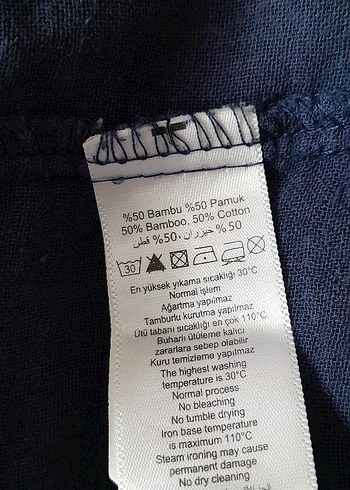 %50 Bambu %50 Pamuk
50% Bamboo, 50% Cotton
50% خيزران، 50% قطن
30
En yüksek yıkama sıcaklığı 30°C
Normal işlem
Ağartma yapılmaz
Tamburlu kurutma yapılmaz
Ütü tabanı sıcaklığı en çok 110°C
Buharlı ütüleme kalıcı
zararlara sebep olabilir
Kuru temizleme yapılmaz
The highest washing
temperature is 30°C
Normal process
No bleaching
No tumble drying
Iron base temperature
is maximum 110°C
Steam ironing may cause
permanent damage
No dry cleaning